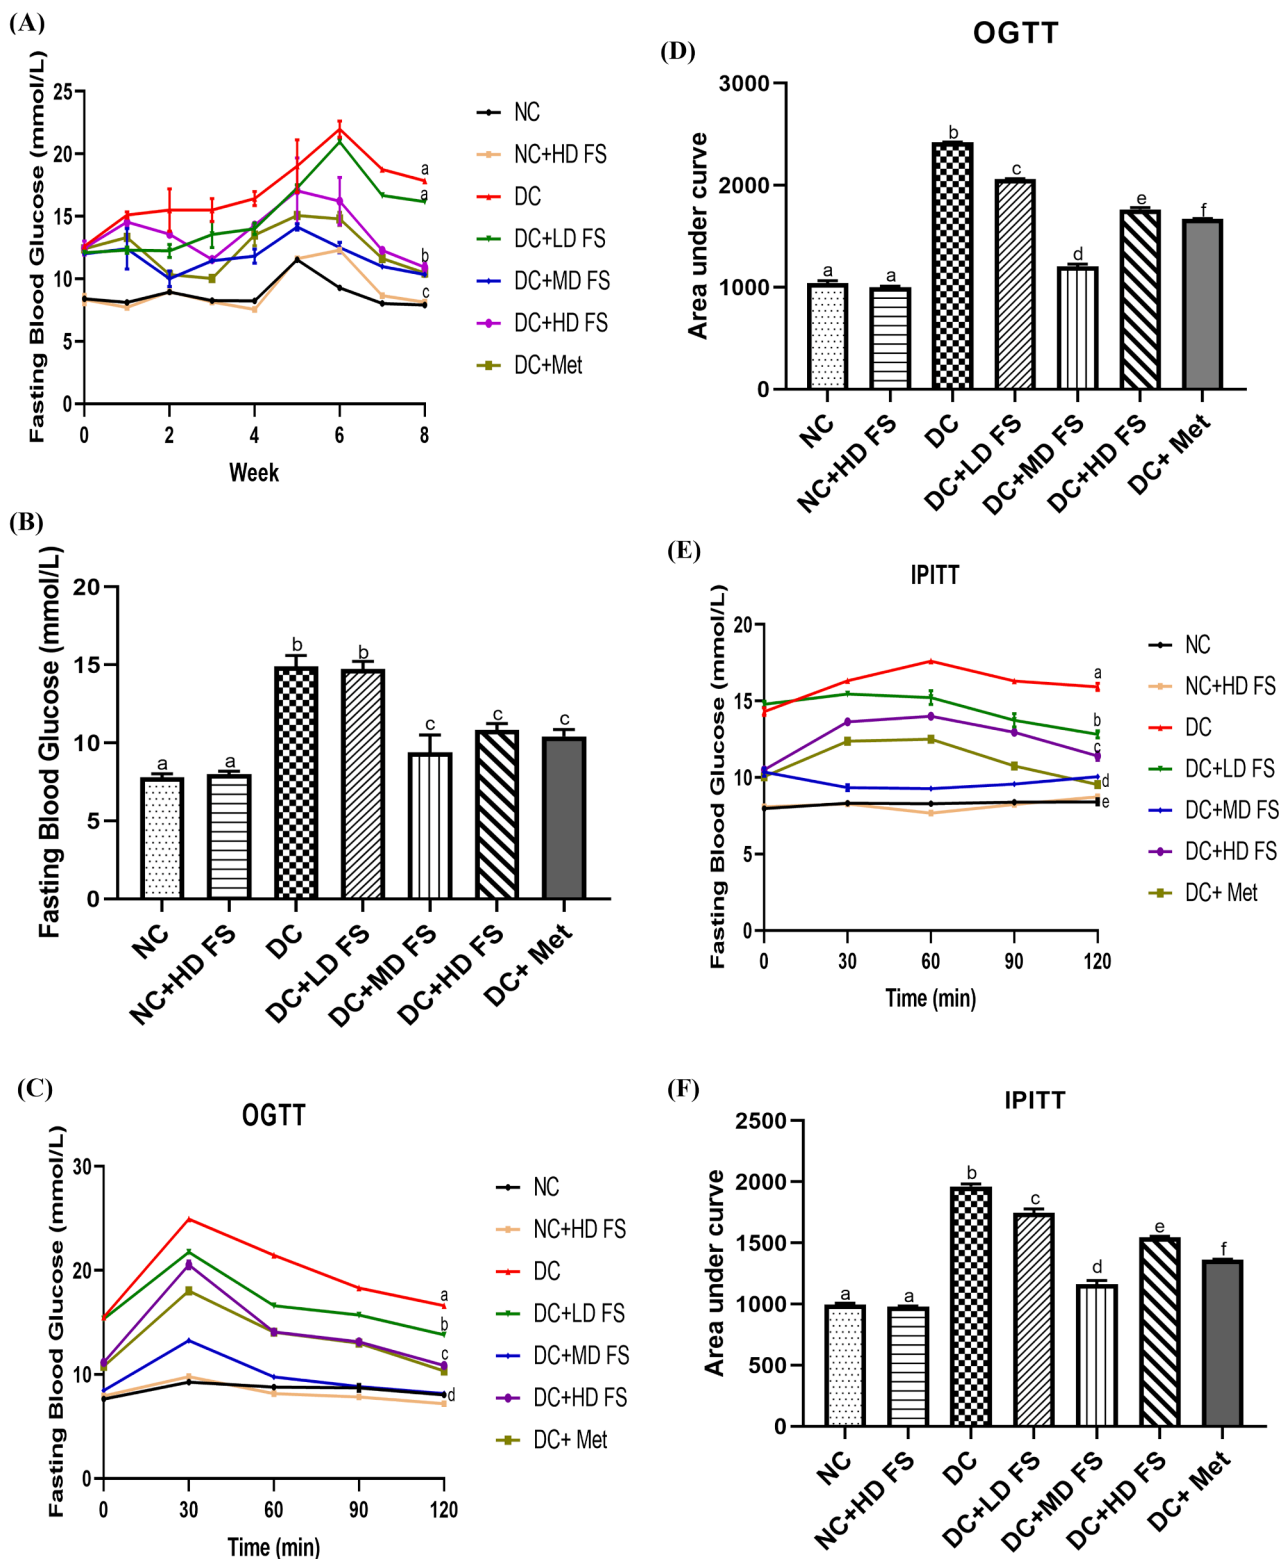 (A)
Fasting Blood Glucose (mmol/L)
25
20
15
10
5
0
0 2 4 6 8
Week
a
a
b
c
NC
NC+HD FS
DC
DC+LD FS
DC+MD FS
DC+HD FS
DC+Met
(B)
Fasting Blood Glucose (mmol/L)
20
15
10
5
0
a a b b c c c
NC NC+HD FS DC DC+LD FS DC+MD FS DC+HD FS DC+ Met
(C)
OGTT
Fasting Blood Glucose (mmol/L)
30
20
10
0
0 30 60 90 120
Time (min)
a
b
c
d
NC
NC+HD FS
DC
DC+LD FS
DC+MD FS
DC+HD FS
DC+ Met
(D)
OGTT
Area under curve
3000
2000
1000
0
a a b c d e f
NC NC+HD FS DC DC+LD FS DC+MD FS DC+HD FS DC+ Met
(E)
IPITT
Fasting Blood Glucose (mmol/L)
20
15
10
5
0
0 30 60 90 120
Time (min)
a
b
c
d
e
NC
NC+HD FS
DC
DC+LD FS
DC+MD FS
DC+HD FS
DC+ Met
(F)
IPITT
Area under curve
2500
2000
1500
1000
500
0
a a b c d e f
NC NC+HD FS DC DC+LD FS DC+MD FS DC+HD FS DC+ Met